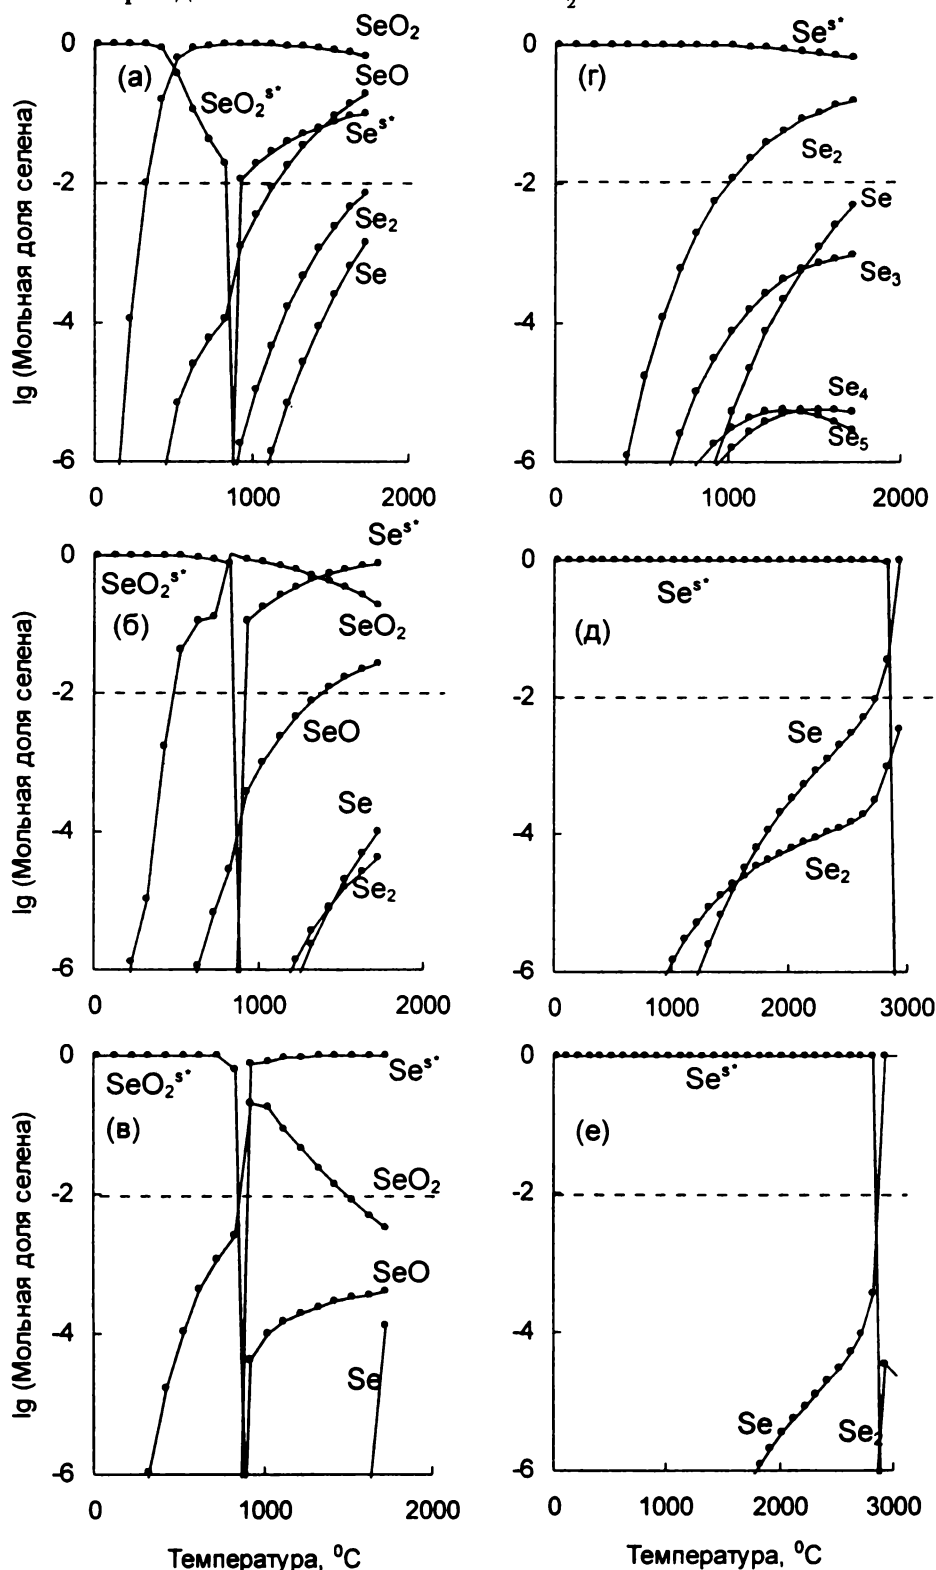 2
(а)
SeO₂
SeO
SeO₂ˢ*
Seˢ*
Se₂
Se
0
-2
-4
-6
0 1000 2000
lg (Мольная доля селена)
(г)
Seˢ*
Se₂
Se
Se₃
Se₄
Se₅
0
-2
-4
-6
0 1000 2000
(б)
SeO₂ˢ*
Seˢ*
SeO₂
SeO
Se
Se₂
0
-2
-4
-6
0 1000 2000
lg (Мольная доля селена)
(д)
Seˢ*
Se
Se₂
0
-2
-4
-6
0 1000 2000 3000
(в)
SeO₂ˢ*
Seˢ*
SeO₂
SeO
Se
0
-2
-4
-6
0 1000 2000
lg (Мольная доля селена)
Температура, ⁰С
(е)
Seˢ*
Se
Se₂
0
-2
-4
-6
0 1000 2000 3000
Температура, ⁰С